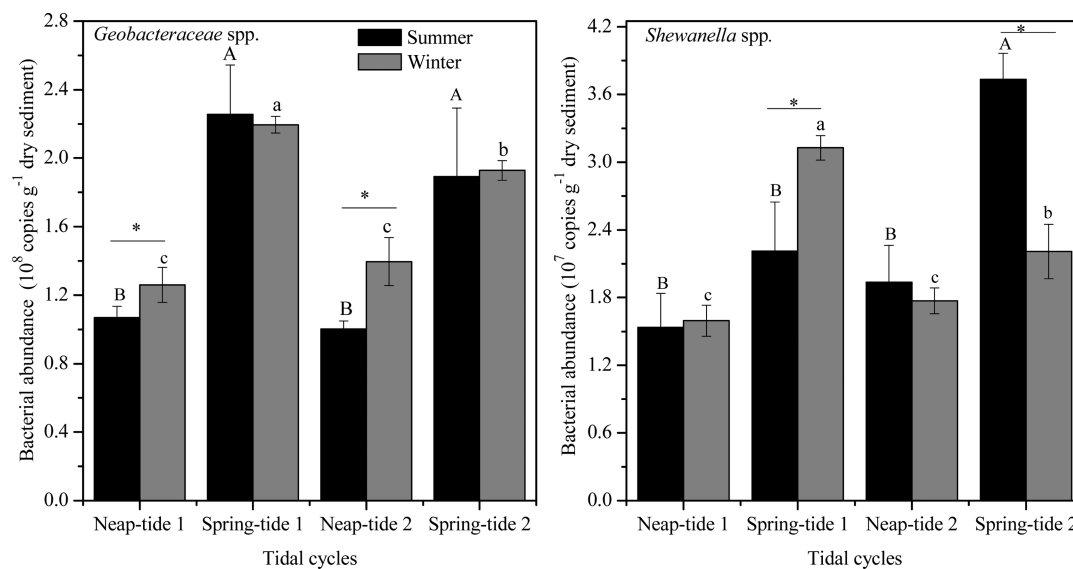 Geobacteraceae spp.
Summer
Winter
Bacterial abundance (10⁸ copies g⁻¹ dry sediment)
2.8
2.4
2.0
1.6
1.2
0.8
0.4
0.0
B
*
c
A
a
B
*
c
A
b
Neap-tide 1 Spring-tide 1 Neap-tide 2 Spring-tide 2
Tidal cycles
Shewanella spp.
Bacterial abundance (10⁷ copies g⁻¹ dry sediment)
4.2
3.6
3.0
2.4
1.8
1.2
0.6
0.0
B
c
B
*
a
B
c
A
*
b
Neap-tide 1 Spring-tide 1 Neap-tide 2 Spring-tide 2
Tidal cycles